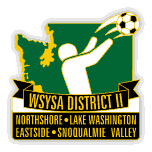 WSYSA DISTRICT II
NORTHSHORE • LAKE WASHINGTON
EASTSIDE • SNOQUALMIE VALLEY